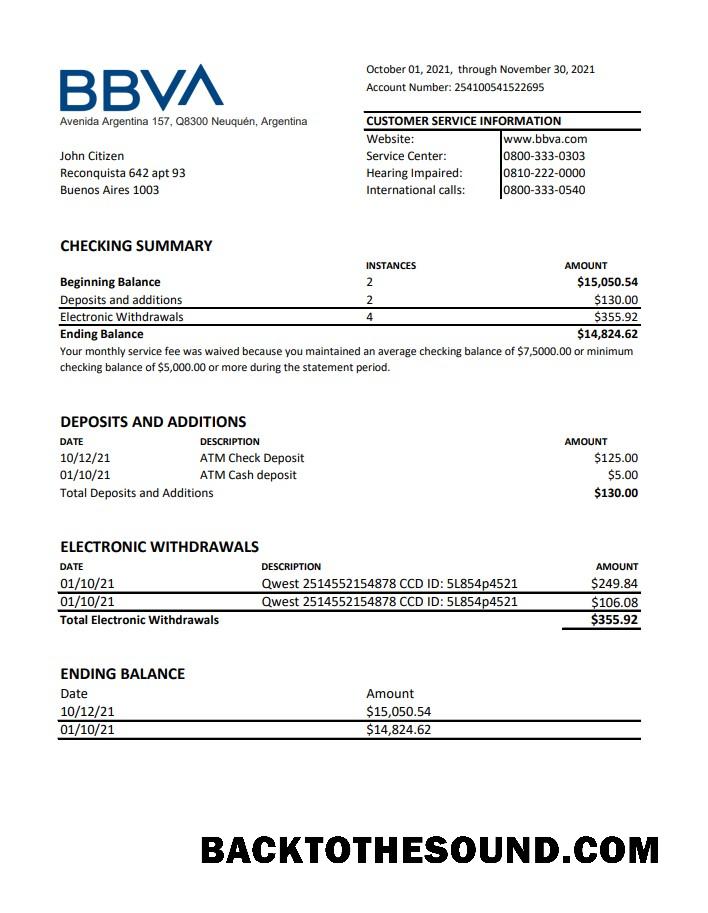 BBVA
Avenida Argentina 157, Q8300 Neuquén, Argentina
October 01, 2021, through November 30, 2021
Account Number: 254100541522695
CUSTOMER SERVICE INFORMATION
Website: www.bbva.com
Service Center: 0800-333-0303
Hearing Impaired: 0810-222-0000
International calls: 0800-333-0540
John Citizen
Reconquista 642 apt 93
Buenos Aires 1003
CHECKING SUMMARY
INSTANCES AMOUNT
Beginning Balance 2 $15,050.54
Deposits and additions 2 $130.00
Electronic Withdrawals 4 $355.92
Ending Balance $14,824.62
Your monthly service fee was waived because you maintained an average checking balance of $7,5000.00 or minimum
checking balance of $5,000.00 or more during the statement period.
DEPOSITS AND ADDITIONS
DATE DESCRIPTION AMOUNT
10/12/21 ATM Check Deposit $125.00
01/10/21 ATM Cash deposit $5.00
Total Deposits and Additions $130.00
ELECTRONIC WITHDRAWALS
DATE DESCRIPTION AMOUNT
01/10/21 Qwest 2514552154878 CCD ID: 5L854p4521 $249.84
01/10/21 Qwest 2514552154878 CCD ID: 5L854p4521 $106.08
Total Electronic Withdrawals $355.92
ENDING BALANCE
Date Amount
10/12/21 $15,050.54
01/10/21 $14,824.62
BACKTOTHESOUND.COM